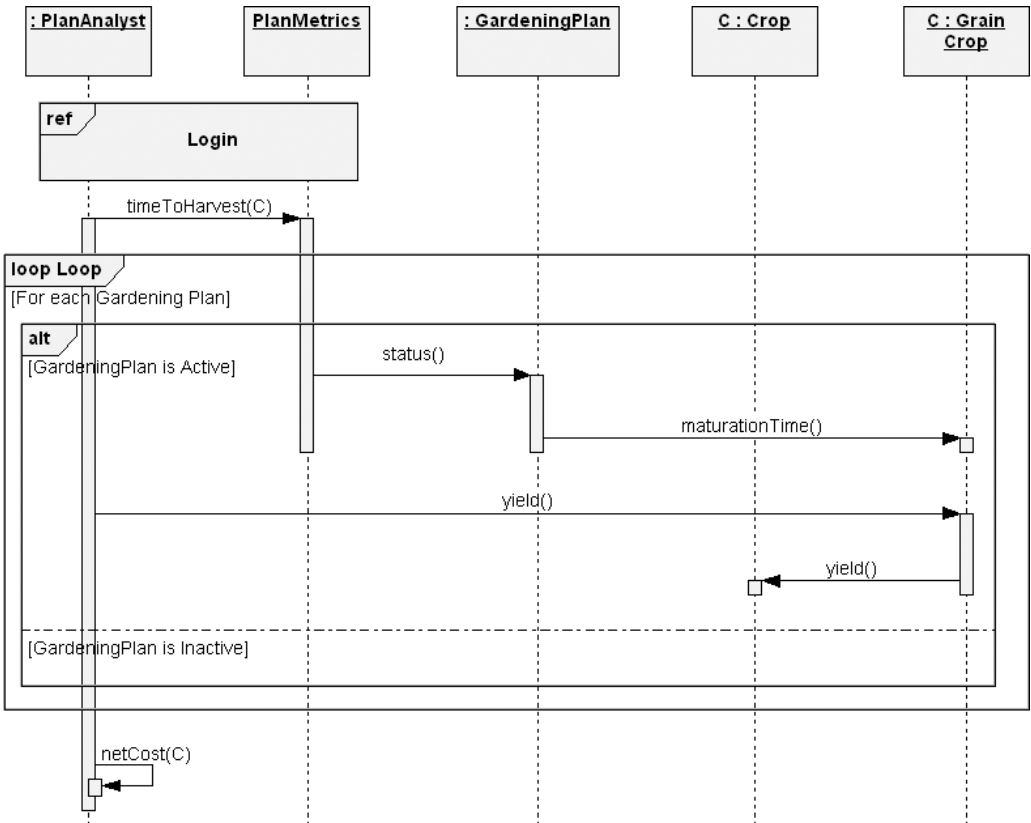 : PlanAnalyst
PlanMetrics
: GardeningPlan
C : Crop
C : Grain
Crop
ref
Login
timeToHarvest(C)
loop Loop
[For each Gardening Plan]
alt
[GardeningPlan is Active]
status()
maturationTime()
yield()
yield()
[GardeningPlan is Inactive]
netCost(C)